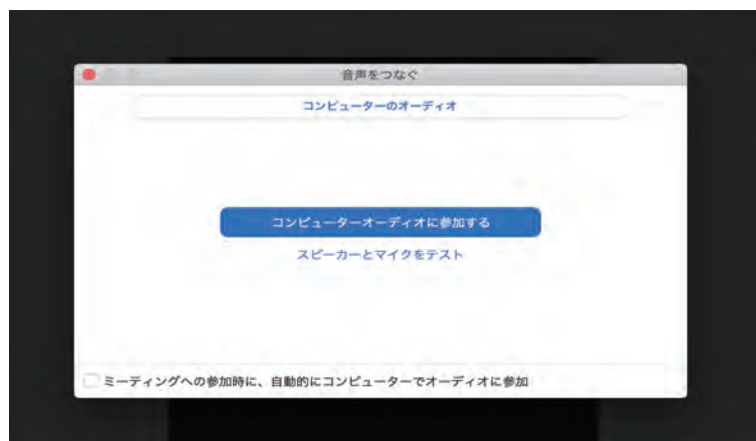 音声をつなぐ
コンピューターのオーディオ
コンピューターオーディオに参加する
スピーカーとマイクをテスト
ミーティングへの参加時に、自動的にコンピューターでオーディオに参加